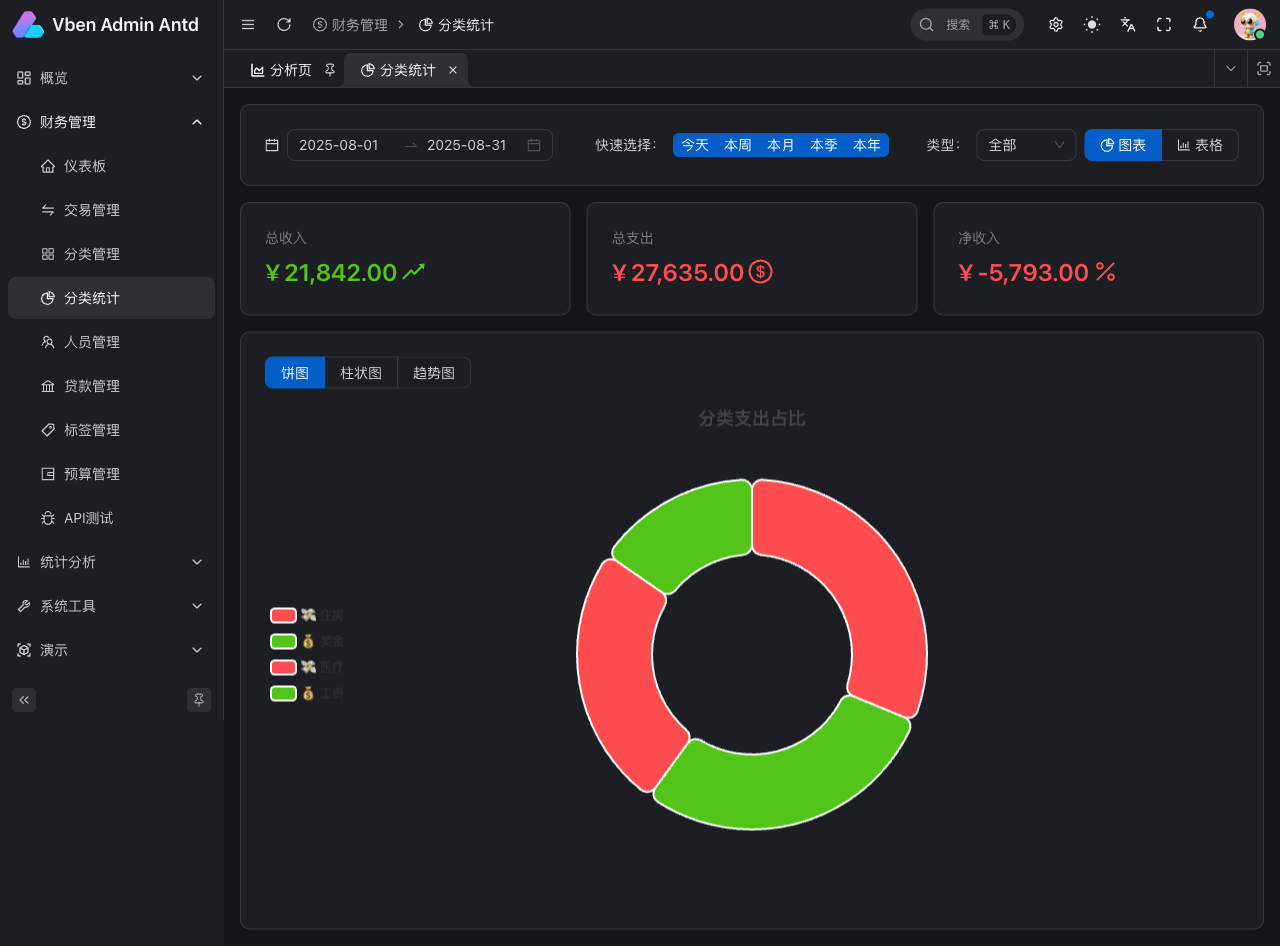 Vben Admin Antd
财务管理
分类统计
搜索
⌘ K
分析页
分类统计
概览
财务管理
仪表板
交易管理
分类管理
分类统计
人员管理
贷款管理
标签管理
预算管理
API测试
统计分析
系统工具
演示
2025-08-01
2025-08-31
快速选择：
今天
本周
本月
本季
本年
类型：
全部
图表
表格
总收入
¥ 21,842.00
总支出
¥ 27,635.00
净收入
¥ -5,793.00
饼图
柱状图
趋势图
分类支出占比
住房
奖金
医疗
工资